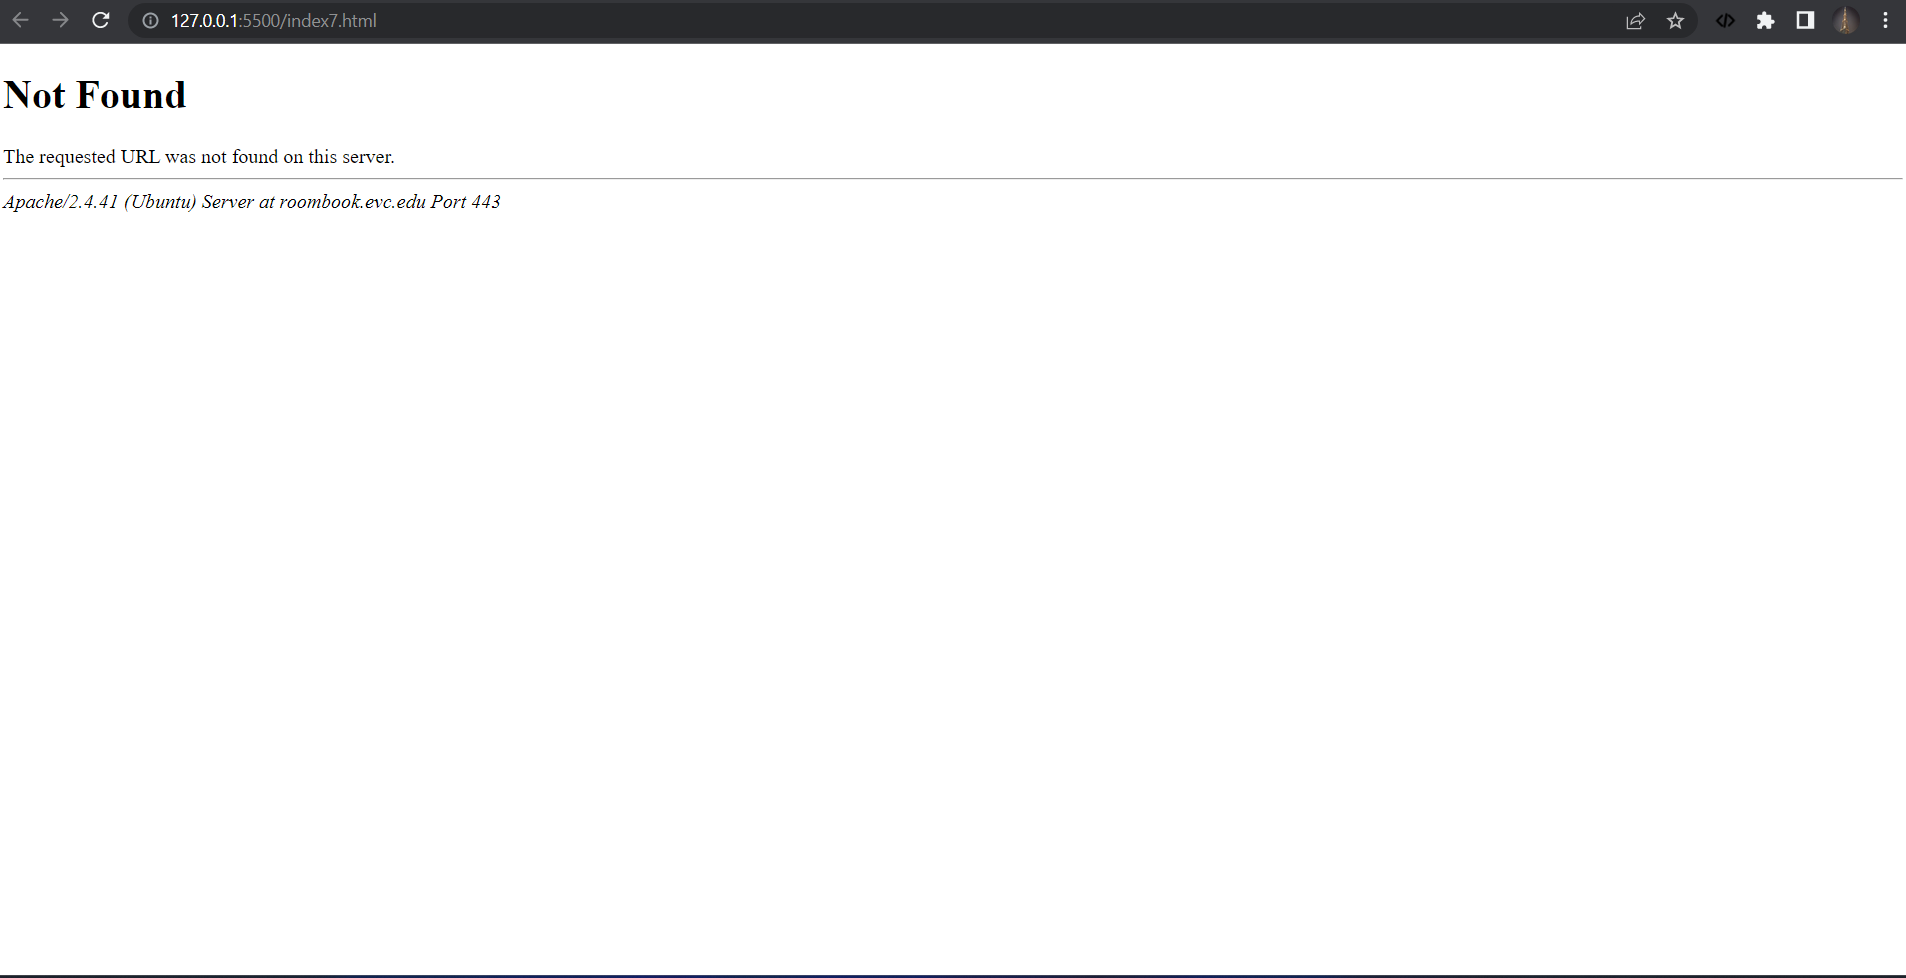 127.0.0.1:5500/index7.html
Not Found
The requested URL was not found on this server.
Apache/2.4.41 (Ubuntu) Server at roombook.evc.edu Port 443